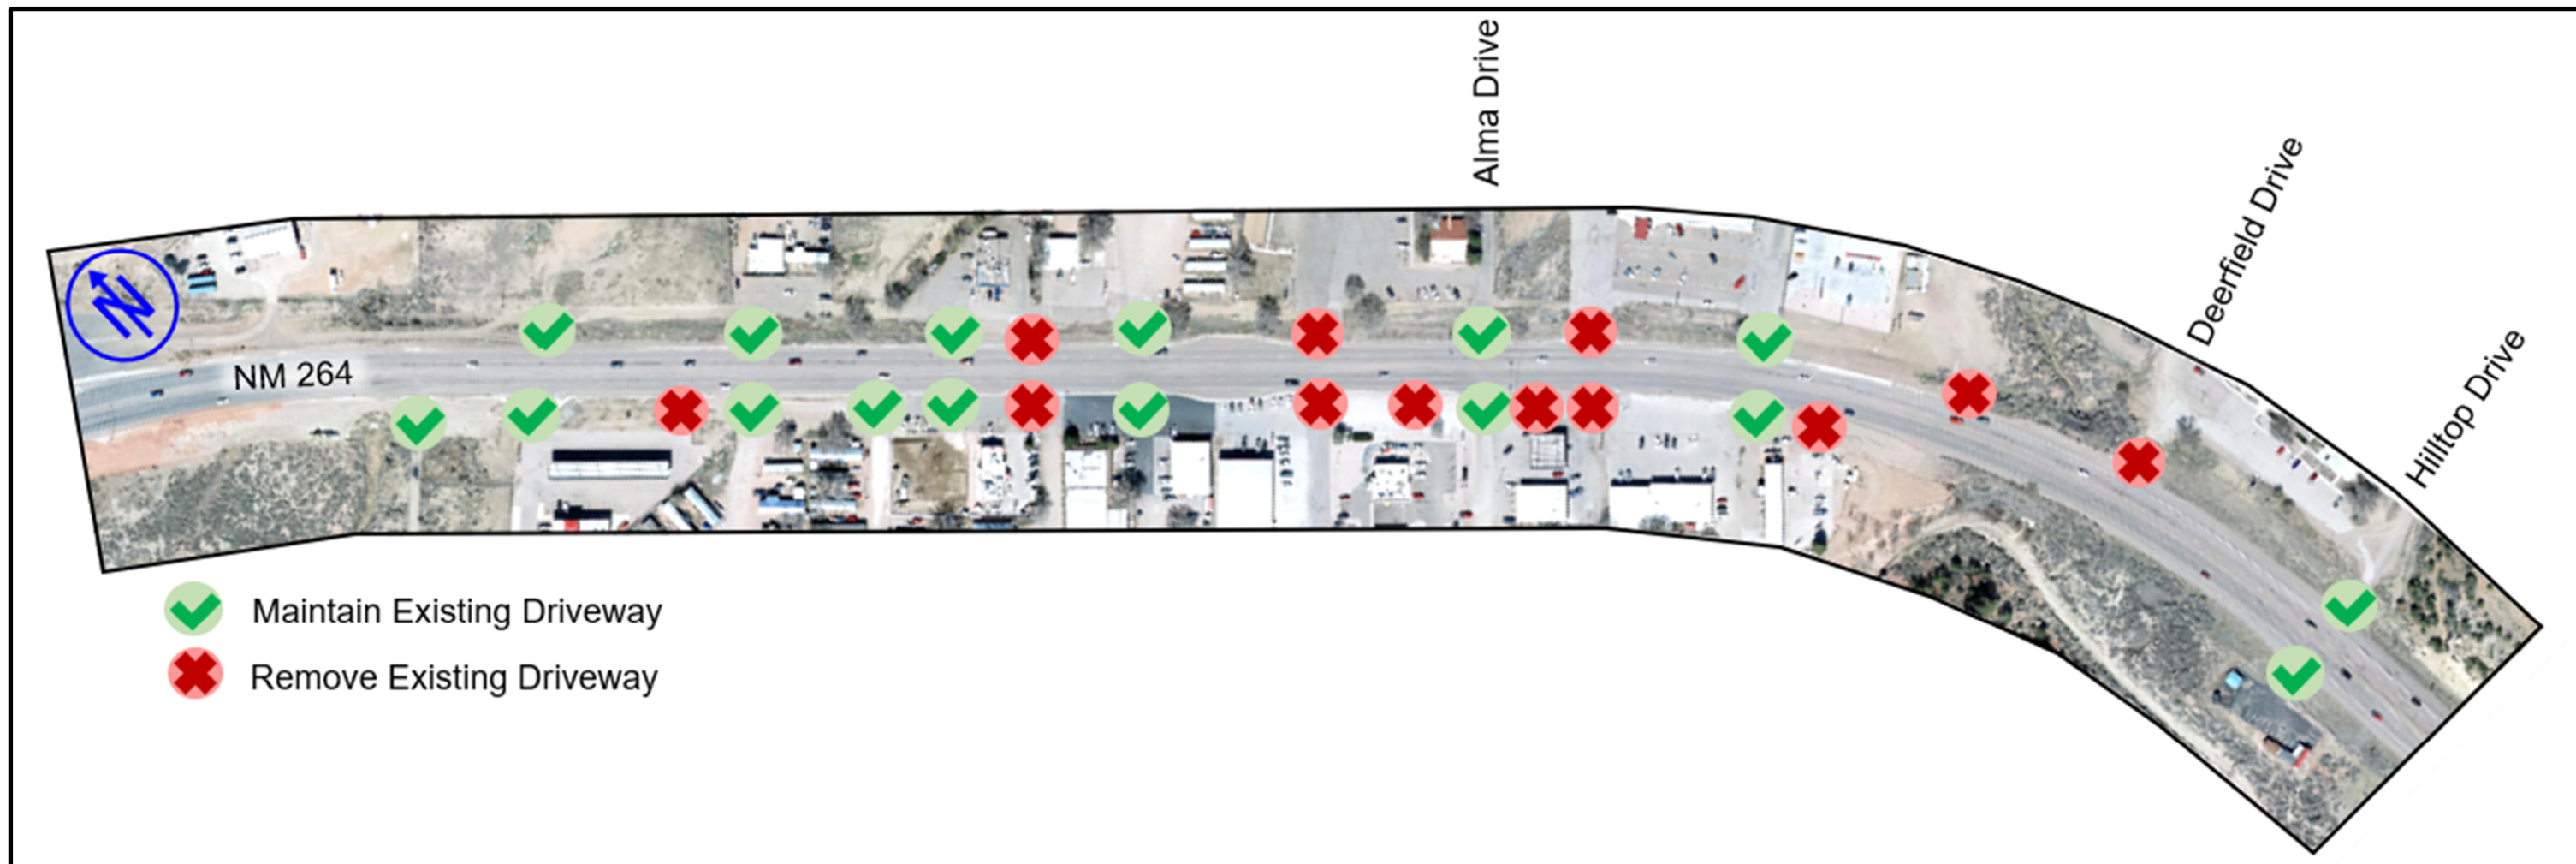 Alma Drive
Deerfield Drive
Hilltop Drive
N
NM 264
Maintain Existing Driveway
Remove Existing Driveway